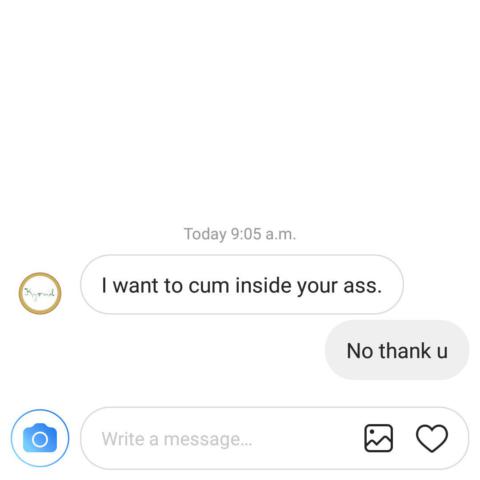 Today 9:05 a.m.
I want to cum inside your ass.
No thank u
Write a message...